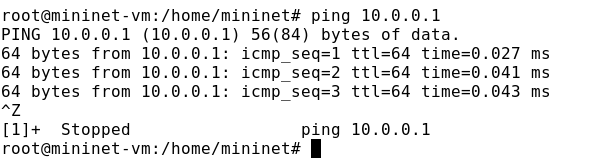 root@mininet-vm:/home/mininet# ping 10.0.0.1
PING 10.0.0.1 (10.0.0.1) 56(84) bytes of data.
64 bytes from 10.0.0.1: icmp_seq=1 ttl=64 time=0.027 ms
64 bytes from 10.0.0.1: icmp_seq=2 ttl=64 time=0.041 ms
64 bytes from 10.0.0.1: icmp_seq=3 ttl=64 time=0.043 ms
^Z
[1]+  Stopped                 ping 10.0.0.1
root@mininet-vm:/home/mininet#